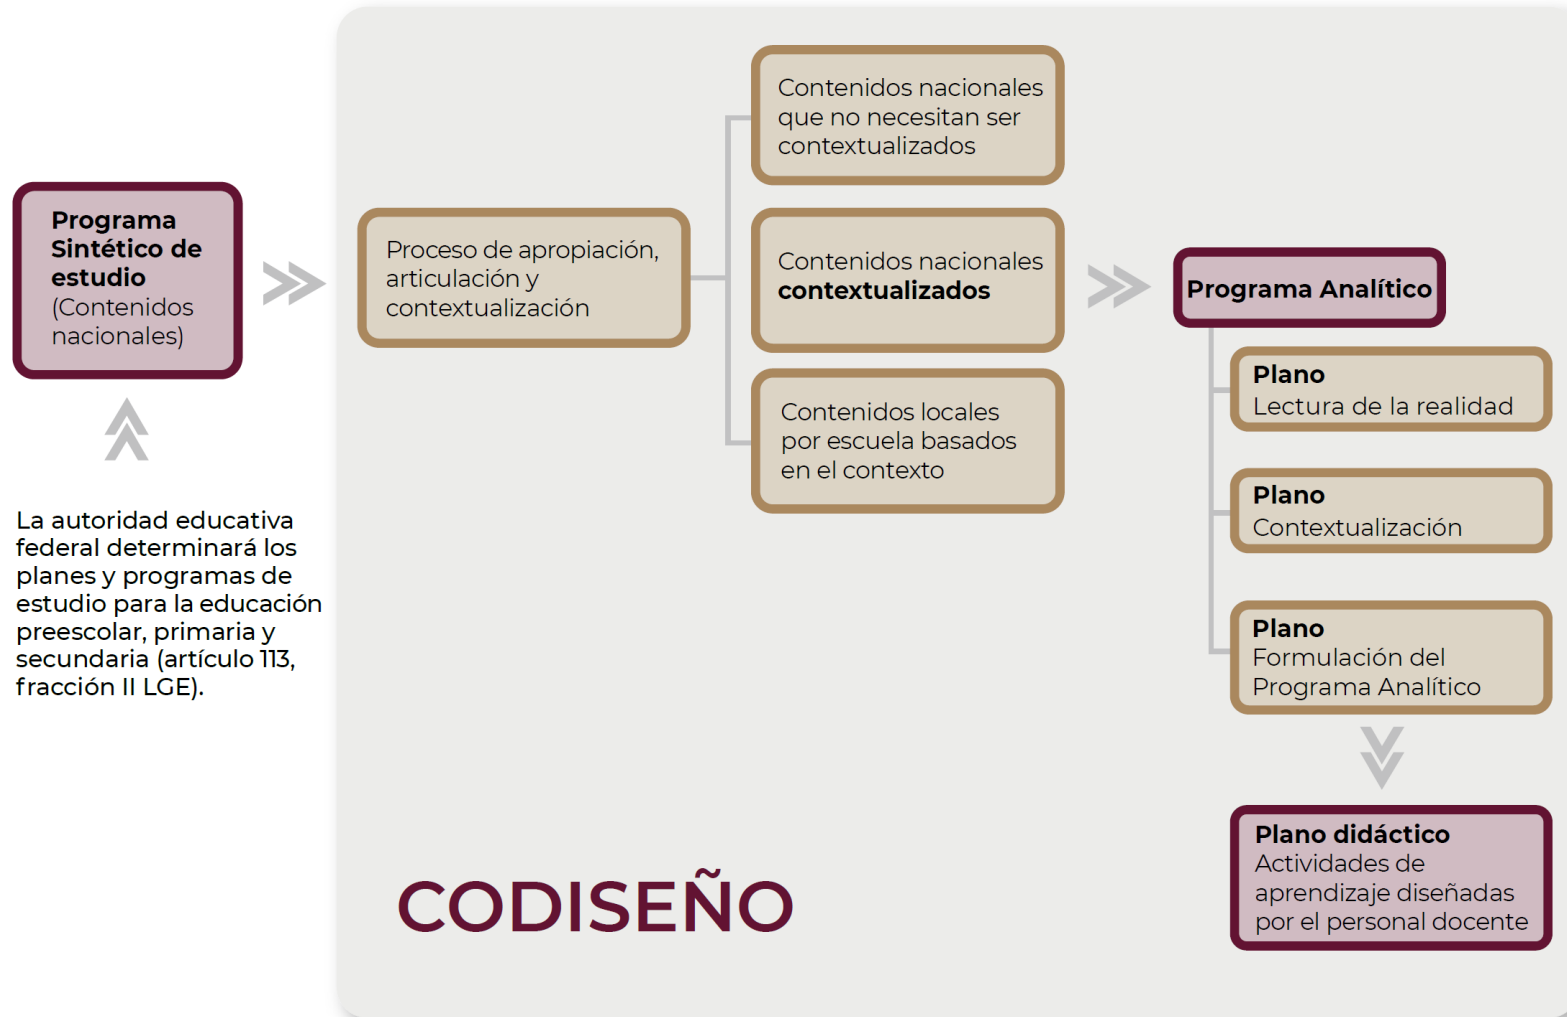 Programa
Sintético de
estudio
(Contenidos
nacionales)
La autoridad educativa
federal determinará los
planes y programas de
estudio para la educación
preescolar, primaria y
secundaria (artículo 113,
fracción II LGE).
Proceso de apropiación,
articulación y
contextualización
Contenidos nacionales
que no necesitan ser
contextualizados
Contenidos nacionales
contextualizados
Contenidos locales
por escuela basados
en el contexto
Programa Analítico
Plano
Lectura de la realidad
Plano
Contextualización
Plano
Formulación del
Programa Analítico
Plano didáctico
Actividades de
aprendizaje diseñadas
por el personal docente
CODISEÑO